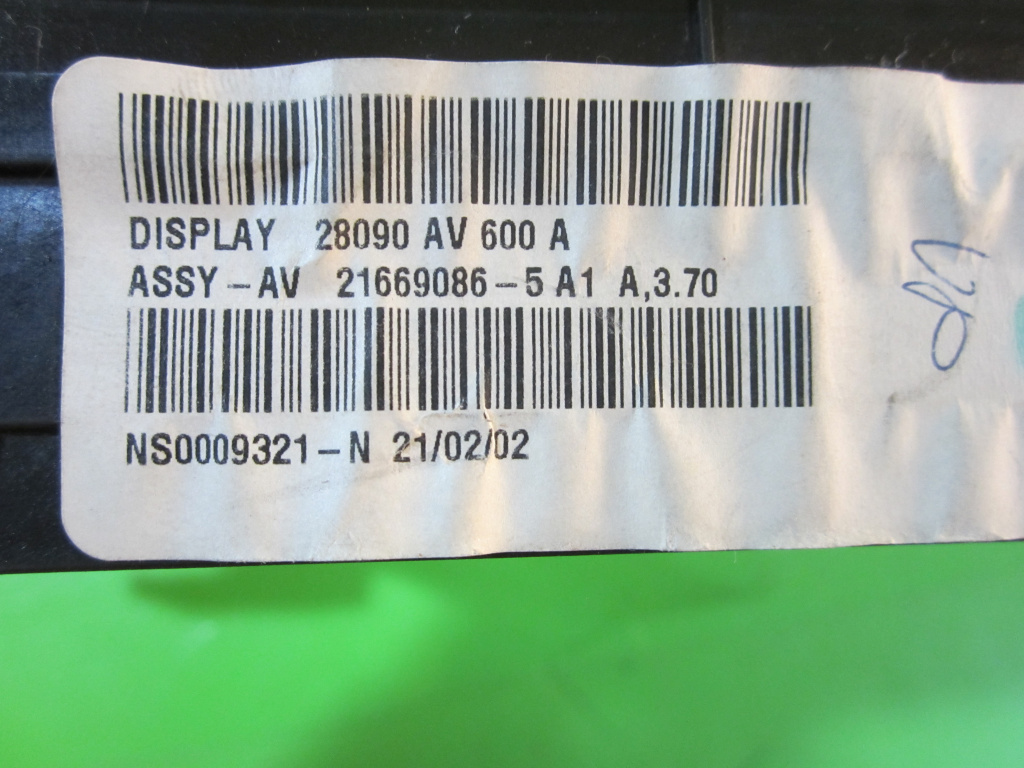 DISPLAY 28090 AV 600 A
ASSY-AV 21669086-5 A1 A,3.70
NS0009321-N 21/02/02